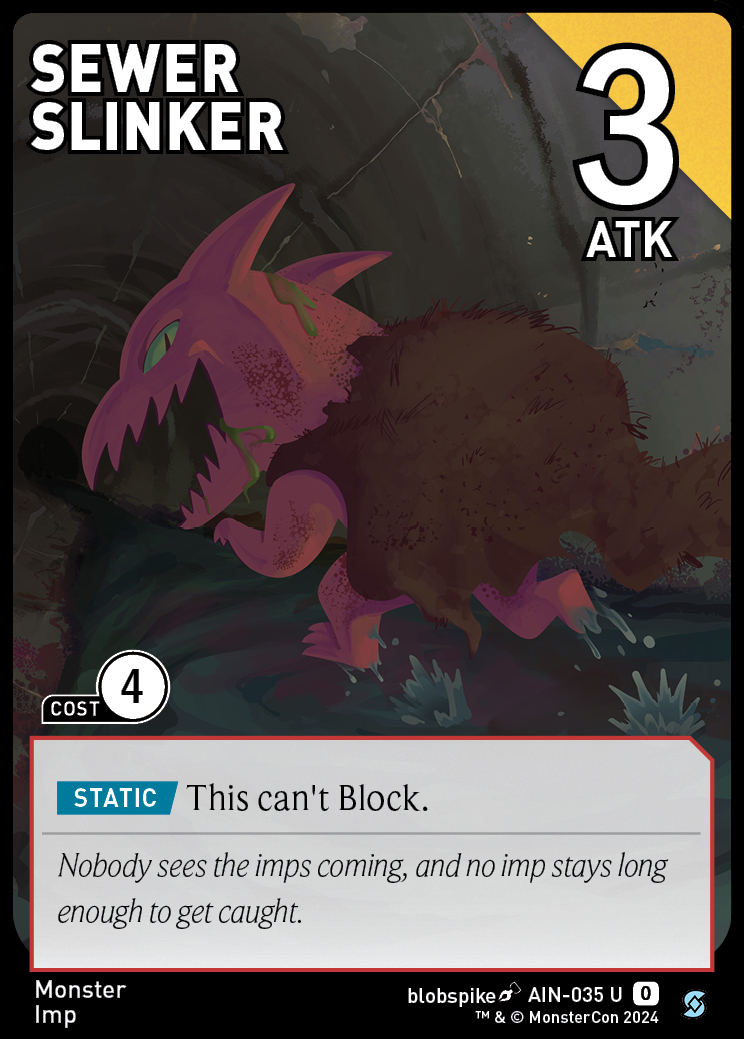 SEWER
SLINKER
3
ATK
COST 4
STATIC This can't Block.
Nobody sees the imps coming, and no imp stays long
enough to get caught.
Monster
Imp
blobspike AIN-035 U 0
™ & © MonsterCon 2024